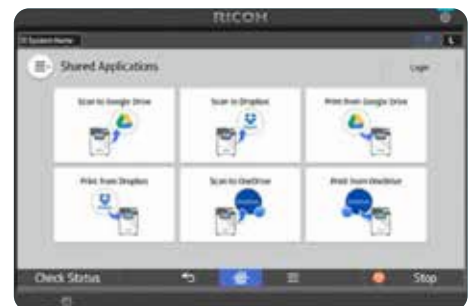 RICOH
Shared Applications
Login
Scan to Google Drive
Scan to Dropbox
Print from Google Drive
Print from Dropbox
Scan to OneDrive
Print from OneDrive
Check Status
Stop